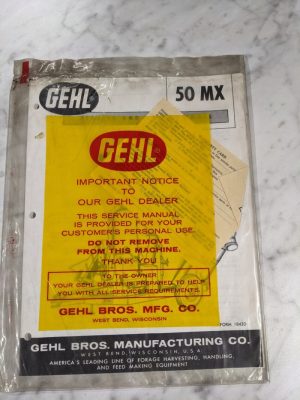 GEHL
50 MX
GEHL
IMPORTANT NOTICE
TO
OUR GEHL DEALER
THIS SERVICE MANUAL
IS PROVIDED FOR YOUR
CUSTOMER'S PERSONAL USE.
DO NOT REMOVE
FROM THIS MACHINE.
THANK YOU
TO THE OWNER
YOUR GEHL DEALER IS PREPARED TO HELP
YOU WITH ALL SERVICE REQUIREMENTS.
GEHL BROS. MFG. CO.
WEST BEND, WISCONSIN
GEHL BROS. MANUFACTURING CO.
WEST BEND, WISCONSIN, U.S.A.
AMERICA'S LEADING LINE OF FORAGE HARVESTING, HANDLING,
AND FEED MAKING EQUIPMENT